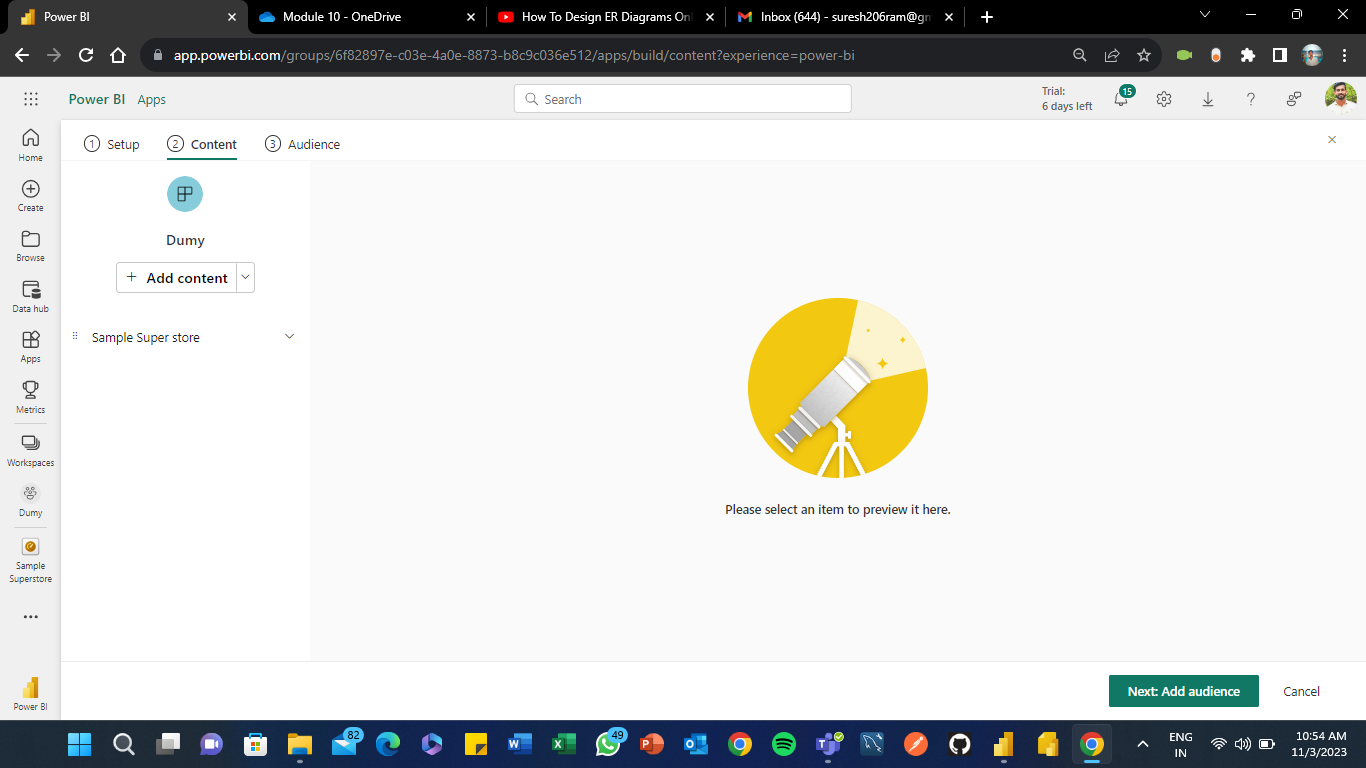 Power BI
Module 10 - OneDrive
How To Design ER Diagrams Onl
Inbox (644) - suresh206ram@gm
app.powerbi.com/groups/6f82897e-c03e-4a0e-8873-b8c9c036e512/apps/build/content?experience=power-bi
Power BI Apps
Search
Trial:
6 days left
15
1 Setup
2 Content
3 Audience
Home
Create
Browse
Data hub
Apps
Metrics
Workspaces
Dumy
Sample
Superstore
Power BI
Dumy
+ Add content
Sample Super store
Please select an item to preview it here.
Next: Add audience
Cancel
82
49
ENG
IN
10:54 AM
11/3/2023